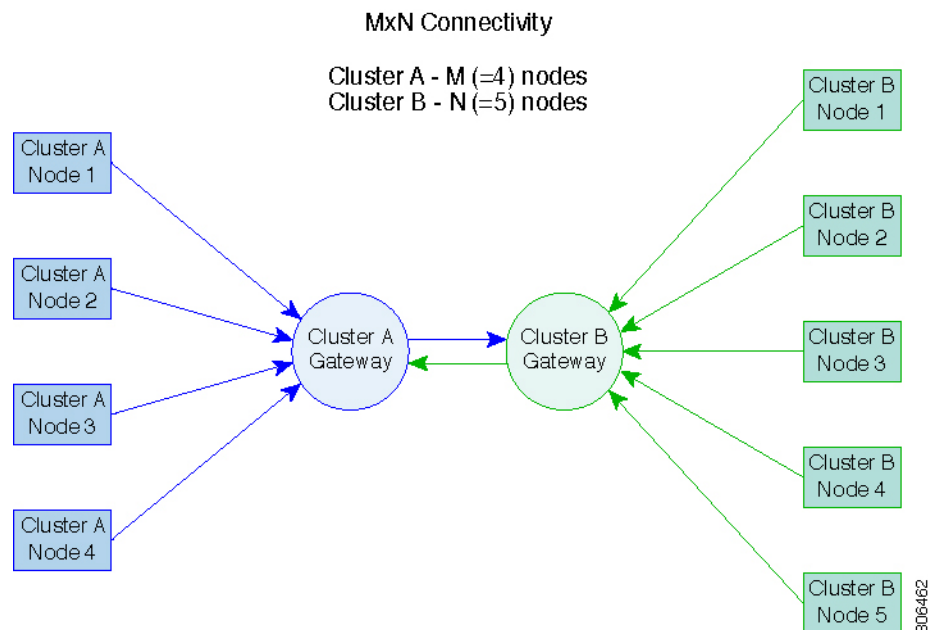 MxN Connectivity
Cluster A - M (=4) nodes
Cluster B - N (=5) nodes
Cluster A
Node 1
Cluster A
Node 2
Cluster A
Node 3
Cluster A
Node 4
Cluster A
Gateway
Cluster B
Gateway
Cluster B
Node 1
Cluster B
Node 2
Cluster B
Node 3
Cluster B
Node 4
Cluster B
Node 5
306462